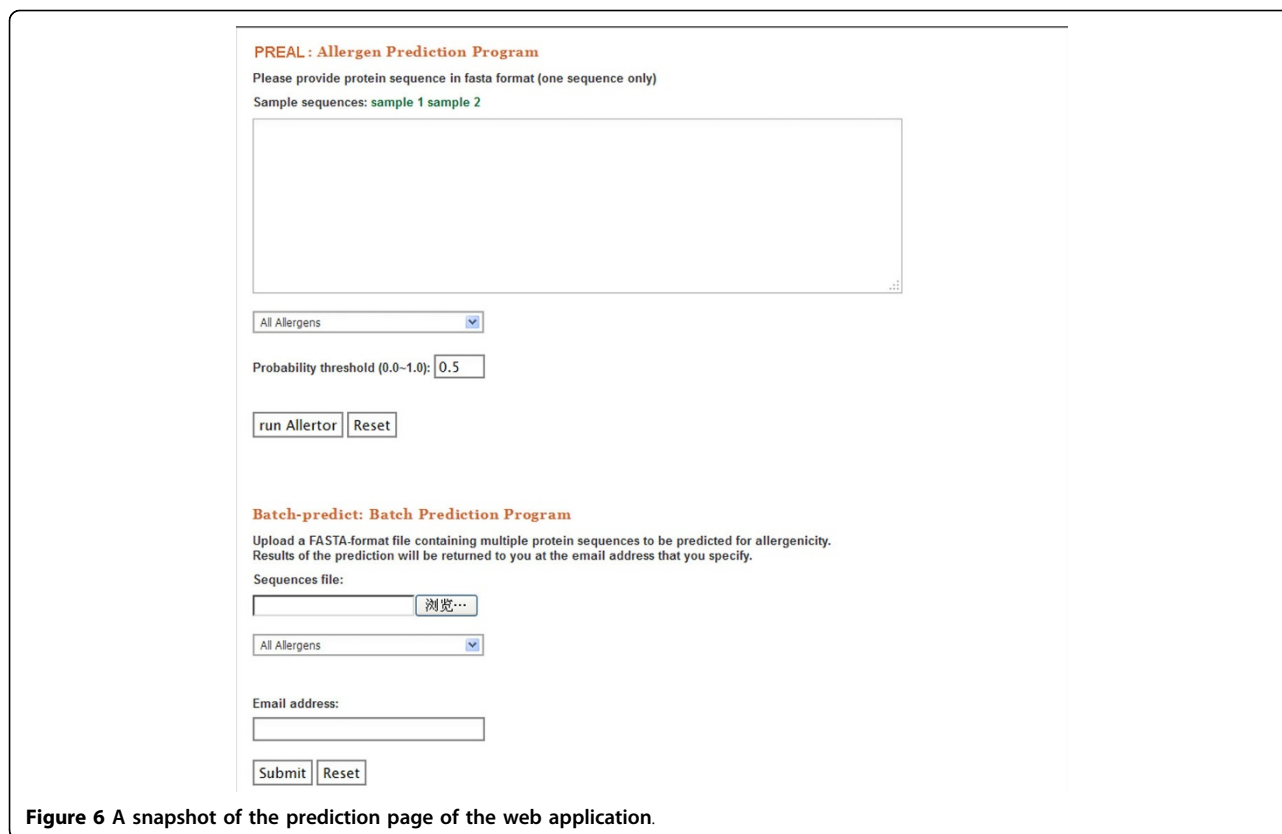 PREAL: Allergen Prediction Program
Please provide protein sequence in fasta format (one sequence only)
Sample sequences: sample 1 sample 2
All Allergens
Probability threshold (0.0~1.0): 0.5
run Allertor Reset
Batch-predict: Batch Prediction Program
Upload a FASTA-format file containing multiple protein sequences to be predicted for allergenicity.
Results of the prediction will be returned to you at the email address that you specify.
Sequences file:
浏览…
All Allergens
Email address:
Submit Reset
Figure 6 A snapshot of the prediction page of the web application.